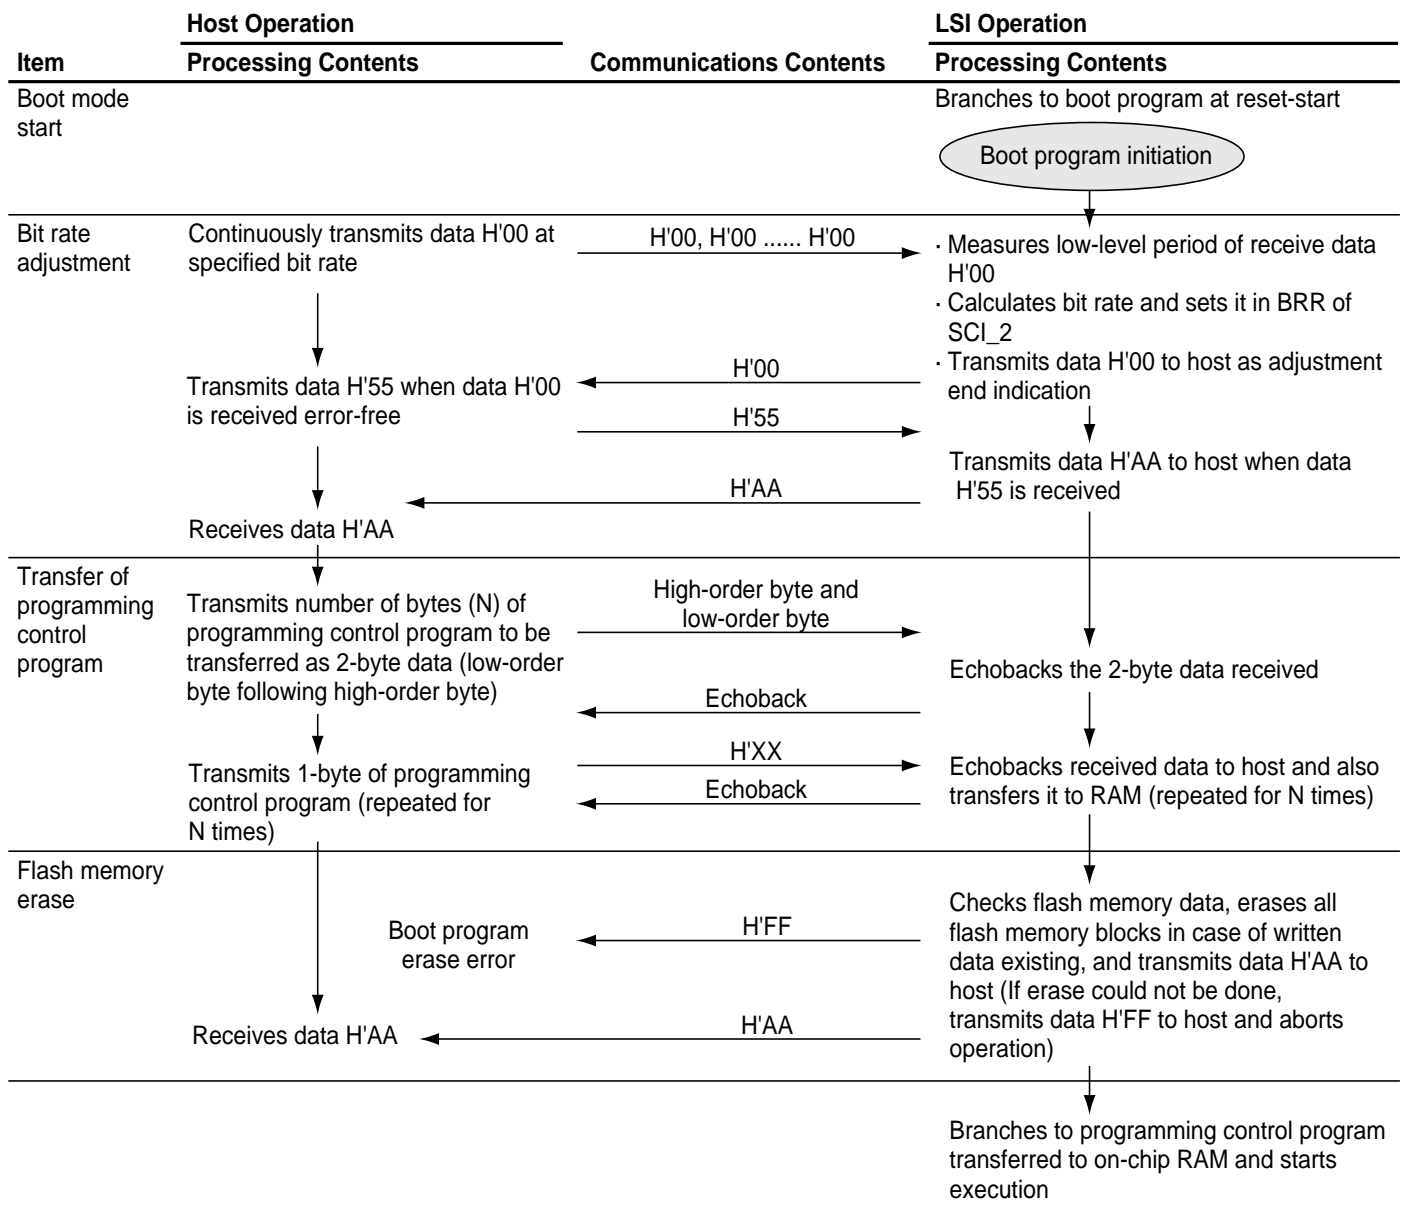 Host Operation
LSI Operation
Item
Processing Contents
Communications Contents
Processing Contents
Boot mode
start
Branches to boot program at reset-start
Boot program initiation
Bit rate
adjustment
Continuously transmits data H'00 at
specified bit rate
H'00, H'00 ...... H'00
· Measures low-level period of receive data
H'00
· Calculates bit rate and sets it in BRR of
SCI_2
· Transmits data H'00 to host as adjustment
end indication
H'00
Transmits data H'55 when data H'00
is received error-free
H'55
Transmits data H'AA to host when data
H'55 is received
H'AA
Receives data H'AA
Transfer of
programming
control
program
Transmits number of bytes (N) of
programming control program to be
transferred as 2-byte data (low-order
byte following high-order byte)
High-order byte and
low-order byte
Echobacks the 2-byte data received
Echoback
H'XX
Transmits 1-byte of programming
control program (repeated for
N times)
Echoback
Echobacks received data to host and also
transfers it to RAM (repeated for N times)
Flash memory
erase
Boot program
erase error
H'FF
Checks flash memory data, erases all
flash memory blocks in case of written
data existing, and transmits data H'AA to
host (If erase could not be done,
transmits data H'FF to host and aborts
operation)
Receives data H'AA
H'AA
Branches to programming control program
transferred to on-chip RAM and starts
execution